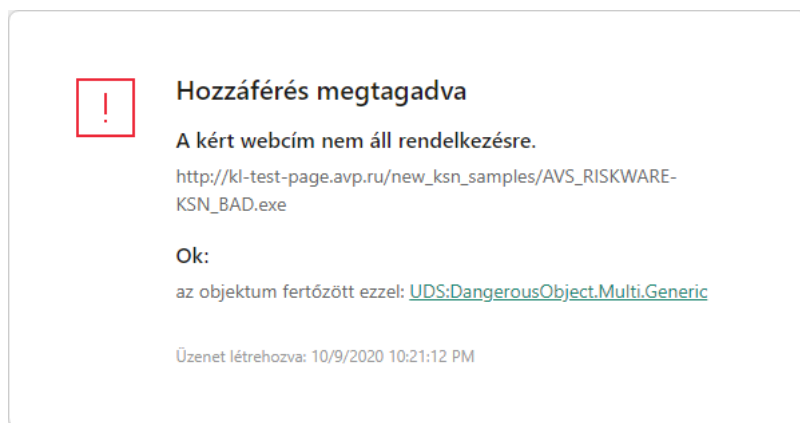 Hozzáférés megtagadva
A kért webcím nem áll rendelkezésre.
http://kl-test-page.avp.ru/new_ksn_samples/AVS_RISKWARE-
KSN_BAD.exe
Ok:
az objektum fertőzött ezzel: UDS:DangerousObject.Multi.Generic
Üzenet létrehozva: 10/9/2020 10:21:12 PM